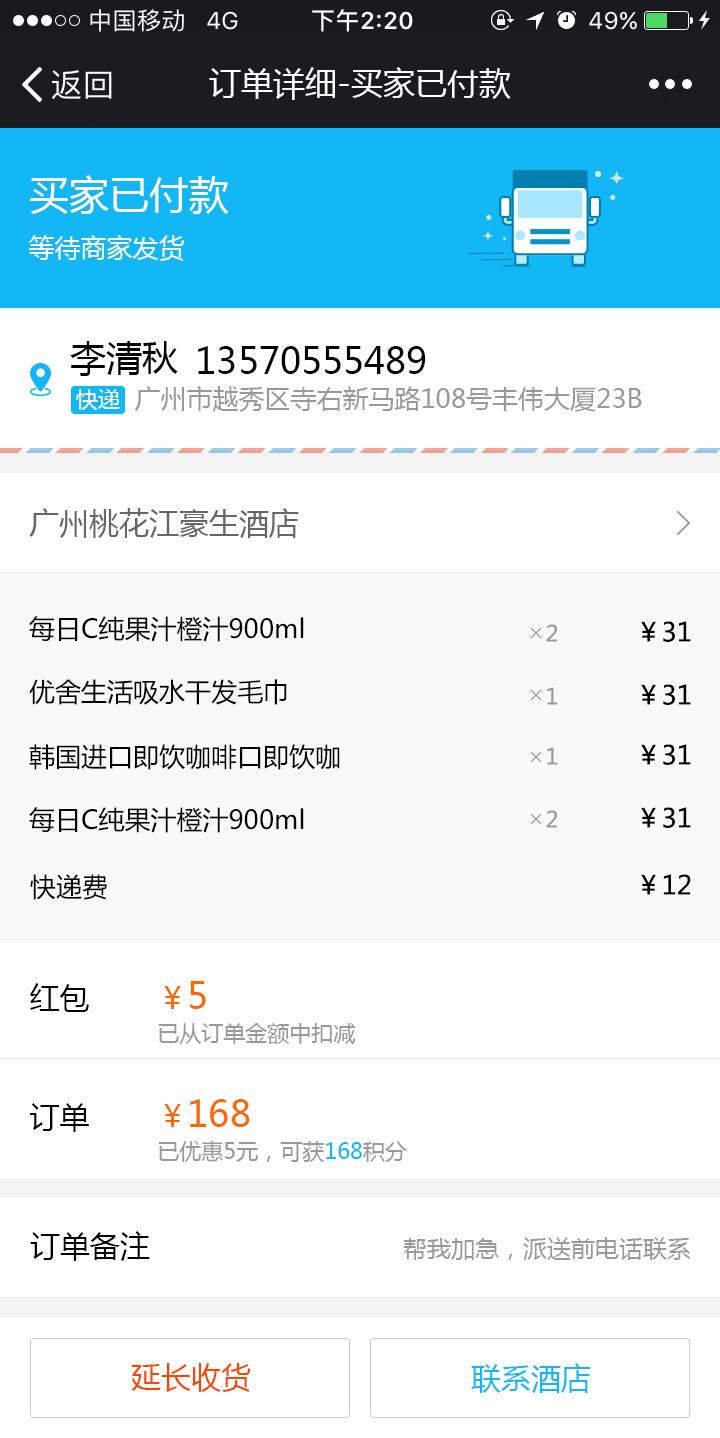 中国移动 4G 下午2:20 49%
返回 订单详细-买家已付款
买家已付款
等待商家发货
李清秋 13570555489
快递 广州市越秀区寺右新马路108号丰伟大厦23B
广州桃花江豪生酒店
每日C纯果汁橙汁900ml ×2 ¥31
优舍生活吸水干发毛巾 ×1 ¥31
韩国进口即饮咖啡口即饮咖 ×1 ¥31
每日C纯果汁橙汁900ml ×2 ¥31
快递费 ¥12
红包 ¥5
已从订单金额中扣减
订单 ¥168
已优惠5元，可获168积分
订单备注 帮我加急，派送前电话联系
延长收货 联系酒店